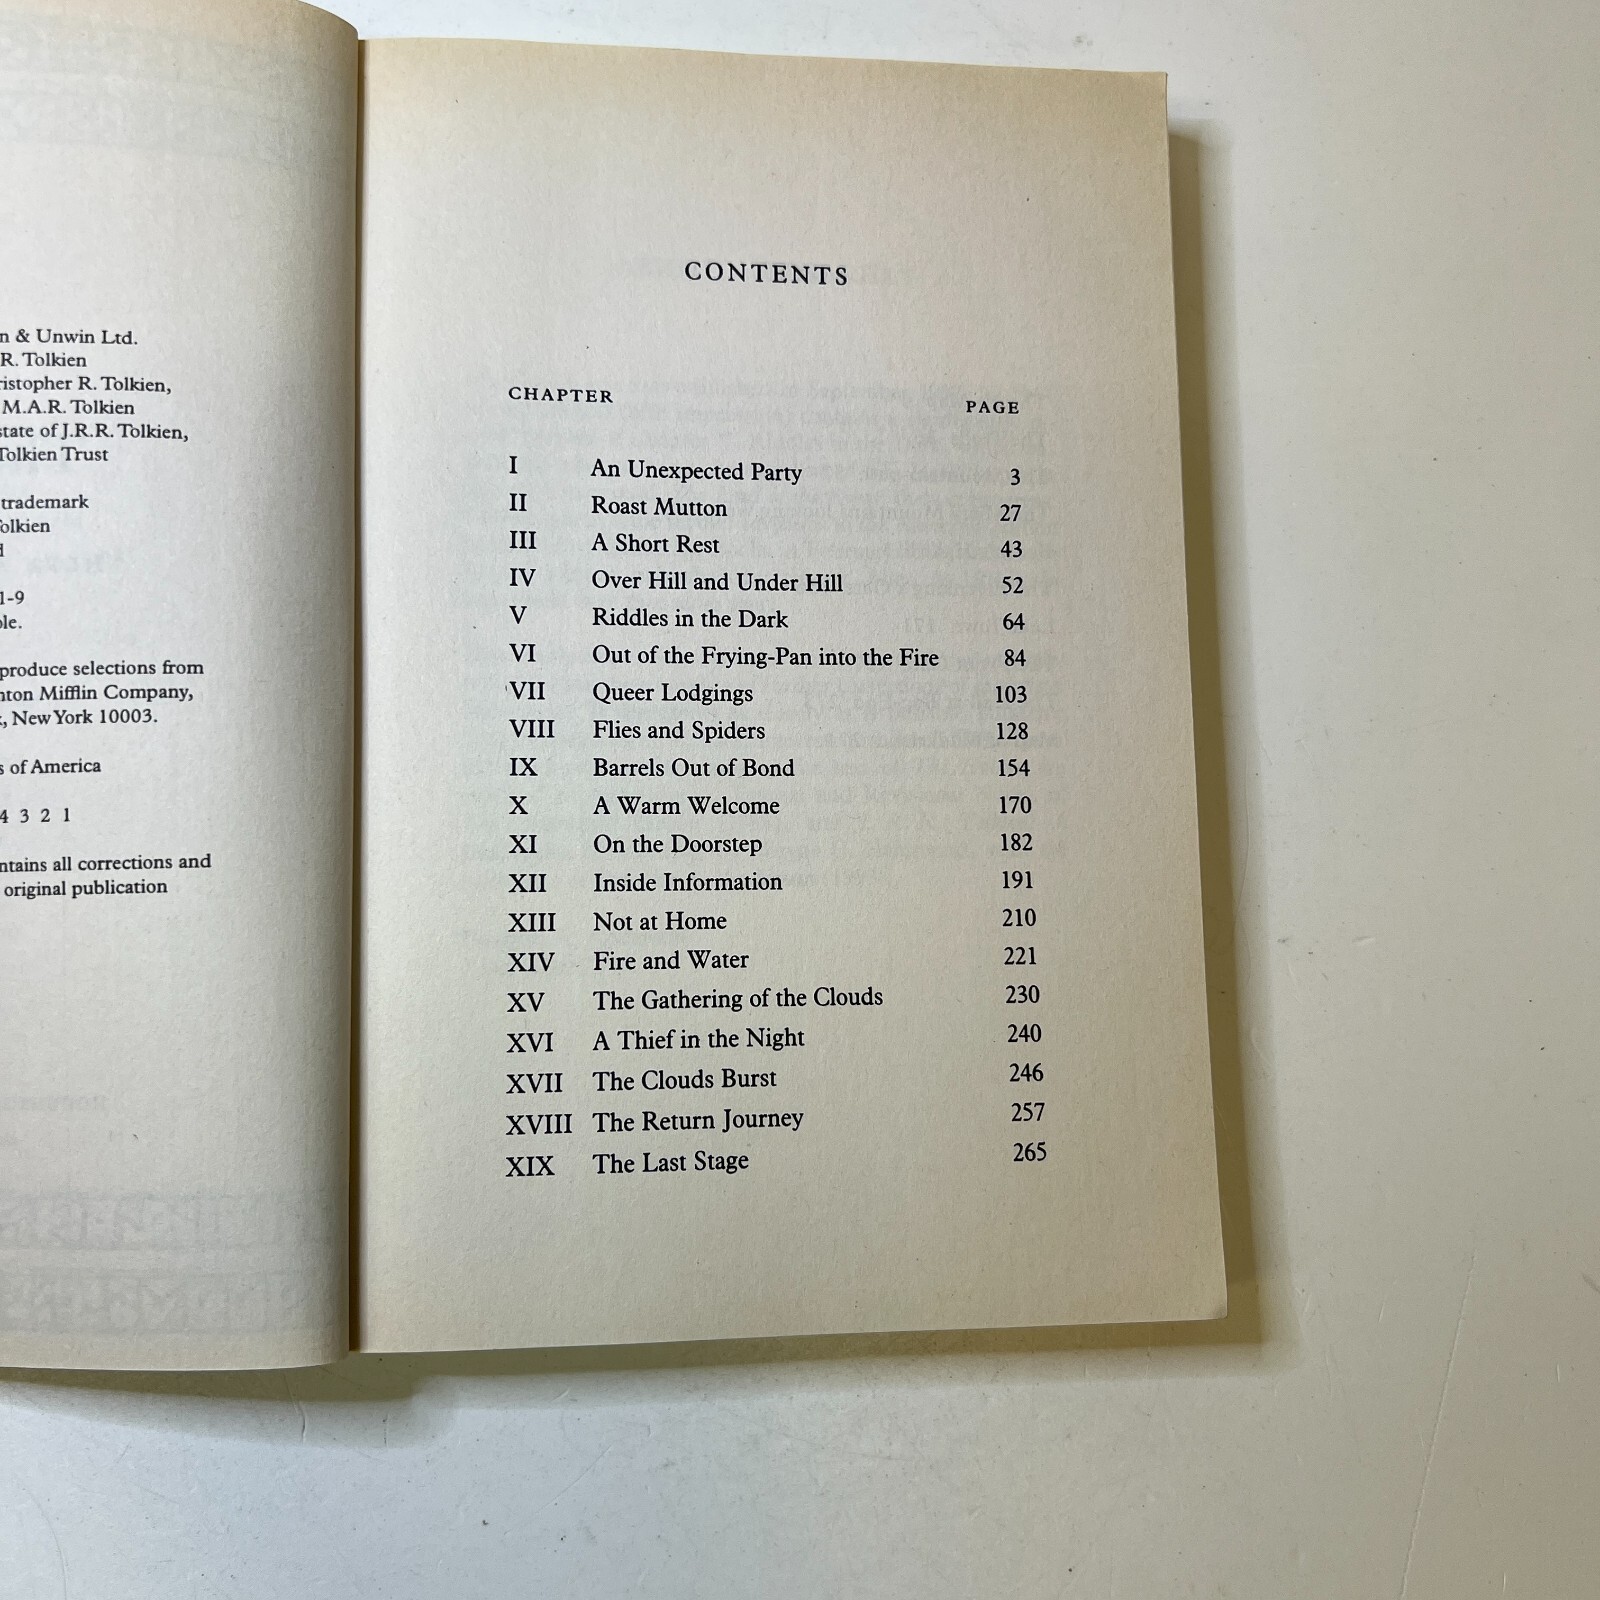 n & Unwin Ltd.
R. Tolkien
ristopher R. Tolkien,
M.A.R. Tolkien
state of J.R.R. Tolkien,
Tolkien Trust
trademark
Tolkien
d
1-9
ble.
produce selections from
hton Mifflin Company,
k, New York 10003.
s of America
4 3 2 1
ntains all corrections and
original publication
CONTENTS
CHAPTER PAGE
I An Unexpected Party 3
II Roast Mutton 27
III A Short Rest 43
IV Over Hill and Under Hill 52
V Riddles in the Dark 64
VI Out of the Frying-Pan into the Fire 84
VII Queer Lodgings 103
VIII Flies and Spiders 128
IX Barrels Out of Bond 154
X A Warm Welcome 170
XI On the Doorstep 182
XII Inside Information 191
XIII Not at Home 210
XIV Fire and Water 221
XV The Gathering of the Clouds 230
XVI A Thief in the Night 240
XVII The Clouds Burst 246
XVIII The Return Journey 257
XIX The Last Stage 265